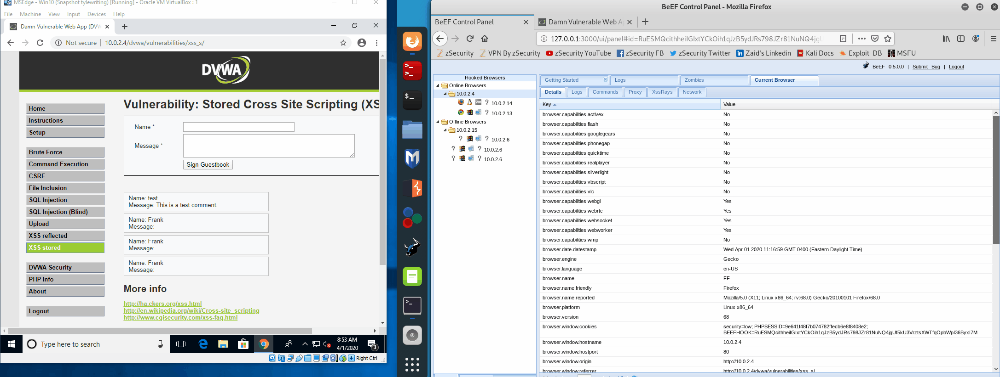 MSEdge - Win10 (Snapshot tylewriting) [Running] - Oracle VM VirtualBox : 1
File Machine View Input Devices Help
Damn Vulnerable Web App (DVW
Not secure 10.0.2.4/dvwa/vulnerabilities/xss_s/
DVWA
Home
Instructions
Setup
Brute Force
Command Execution
CSRF
File Inclusion
SQL Injection
SQL Injection (Blind)
Upload
XSS reflected
XSS stored
DVWA Security
PHP Info
About
Logout
Vulnerability: Stored Cross Site Scripting (XS
Name *
Message *
Sign Guestbook
Name: test
Message: This is a test comment.
Name: Frank
Message:
Name: Frank
Message:
Name: Frank
Message:
More info
http://ha.ckers.org/xss.html
http://en.wikipedia.org/wiki/Cross-site_scripting
http://www.cgisecurity.com/xss-faq.html
Type here to search
8:53 AM
4/1/2020
3
Right Ctrl
BeEF Control Panel - Mozilla Firefox
BeEF Control Panel
Damn Vulnerable Web A
127.0.0.1:3000/ui/panel#id=RuESMQcithheiIGIxtYCkOih1qJzB5ydJRs798JZr81NuNQ4jgU
zSecurity VPN By zSecurity zSecurity YouTube zSecurity FB zSecurity Twitter Zaid's Linkedin Kali Docs Exploit-DB MSFU
BeEF 0.5.0.0 | Submit Bug | Logout
Hooked Browsers
Online Browsers
10.0.2.4
? 10.0.2.14
? 10.0.2.13
Offline Browsers
10.0.2.15
? ? 10.0.2.6
? ? 10.0.2.6
? ? 10.0.2.6
Getting Started Logs Zombies Current Browser
Details Logs Commands Proxy XssRays Network
Key Value
browser.capabilities.activex No
browser.capabilities.flash No
browser.capabilities.googlegears No
browser.capabilities.phonegap No
browser.capabilities.quicktime No
browser.capabilities.realplayer No
browser.capabilities.silverlight No
browser.capabilities.vbscript No
browser.capabilities.vlc No
browser.capabilities.webgl Yes
browser.capabilities.webrtc Yes
browser.capabilities.websocket Yes
browser.capabilities.webworker Yes
browser.capabilities.wmp No
browser.date.datestamp Wed Apr 01 2020 11:16:59 GMT-0400 (Eastern Daylight Time)
browser.engine Gecko
browser.language en-US
browser.name FF
browser.name.friendly Firefox
browser.name.reported Mozilla/5.0 (X11; Linux x86_64; rv:68.0) Gecko/20100101 Firefox/68.0
browser.platform Linux x86_64
browser.version 68
browser.window.cookies security=low; PHPSESSID=9e641f48f7b074782ffecb6e8f8408e2;
BEEFHOOK=RuESMQcithheiIGIxtYCkOih1qJzB5ydJRs798JZr81NuNQ4jgUf5kU3VrztsXWTfqOpbWpI36ByxI7M
browser.window.hostname 10.0.2.4
browser.window.hostport 80
browser.window.origin http://10.0.2.4
browser.window.referrer http://10.0.2.4/dvwa/vulnerabilities/xss_s/